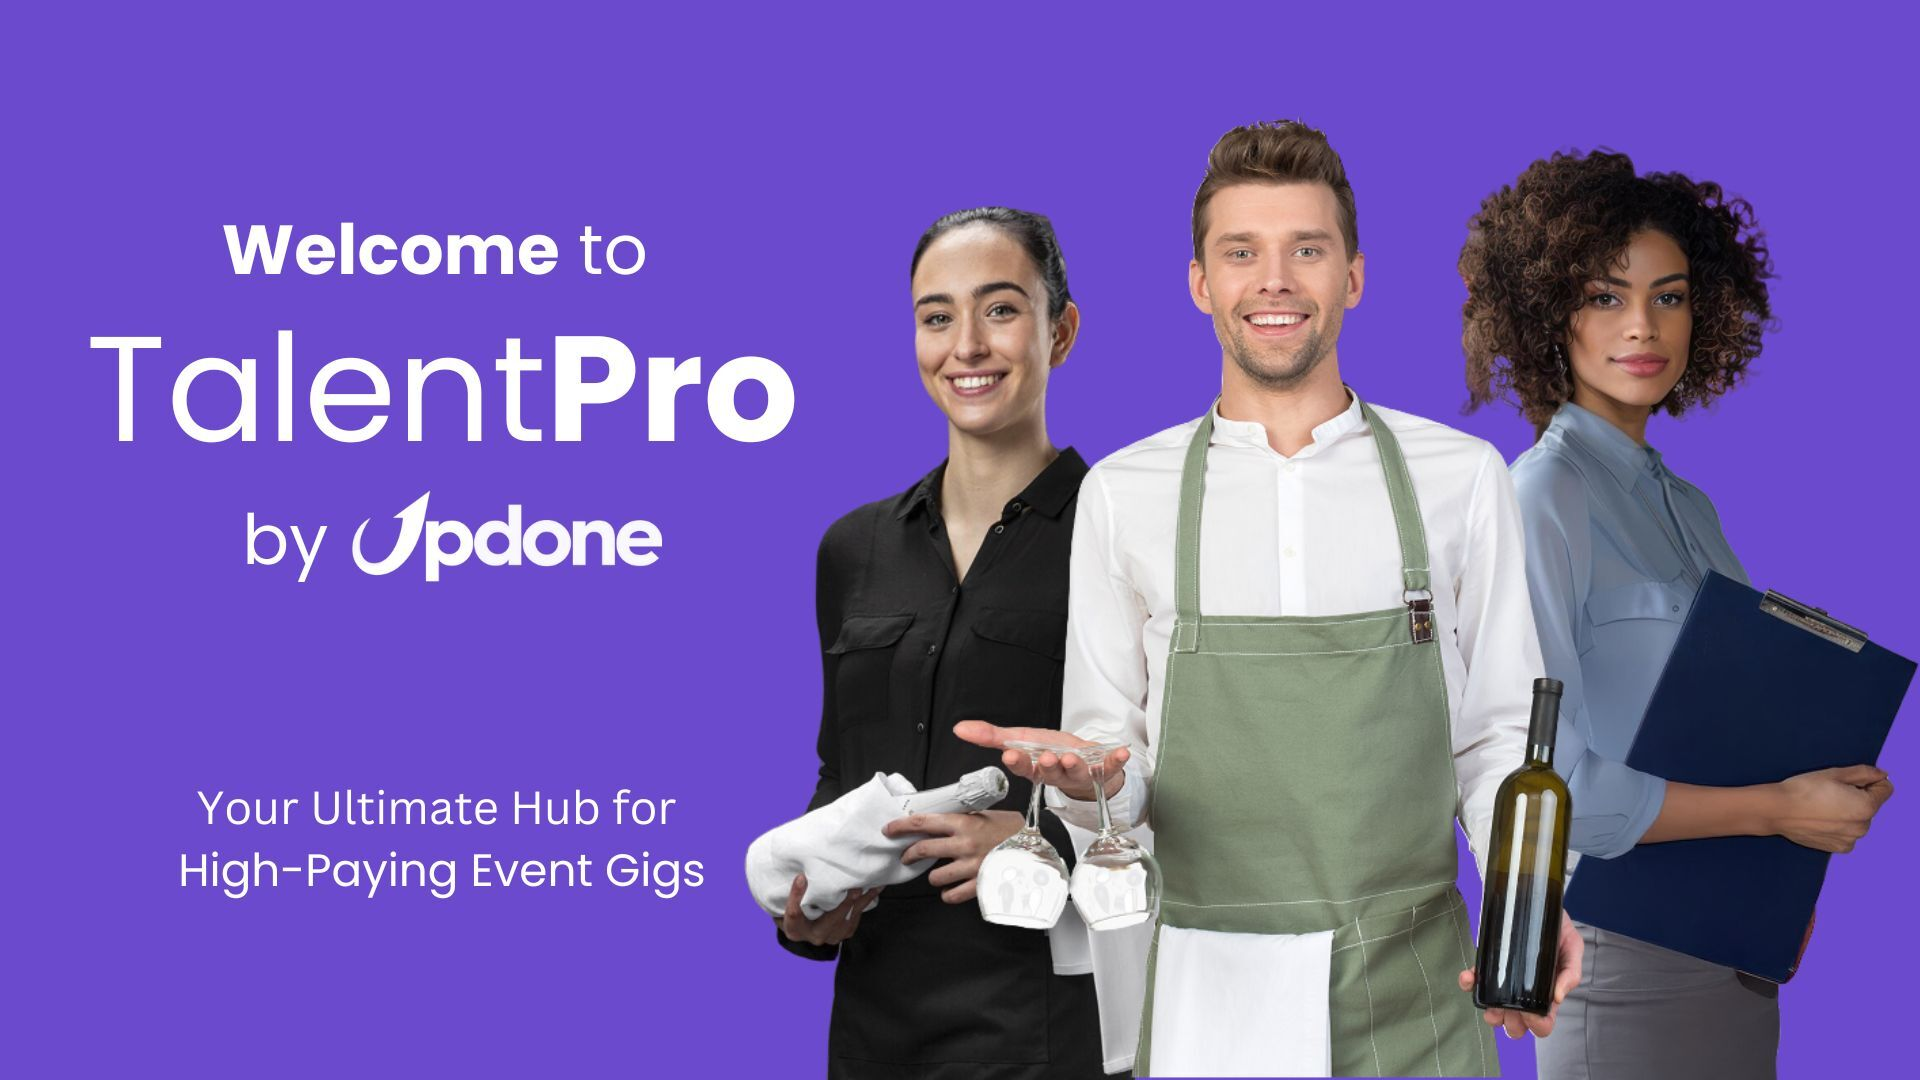 Welcome to
TalentPro
by Updone
Your Ultimate Hub for
High-Paying Event Gigs